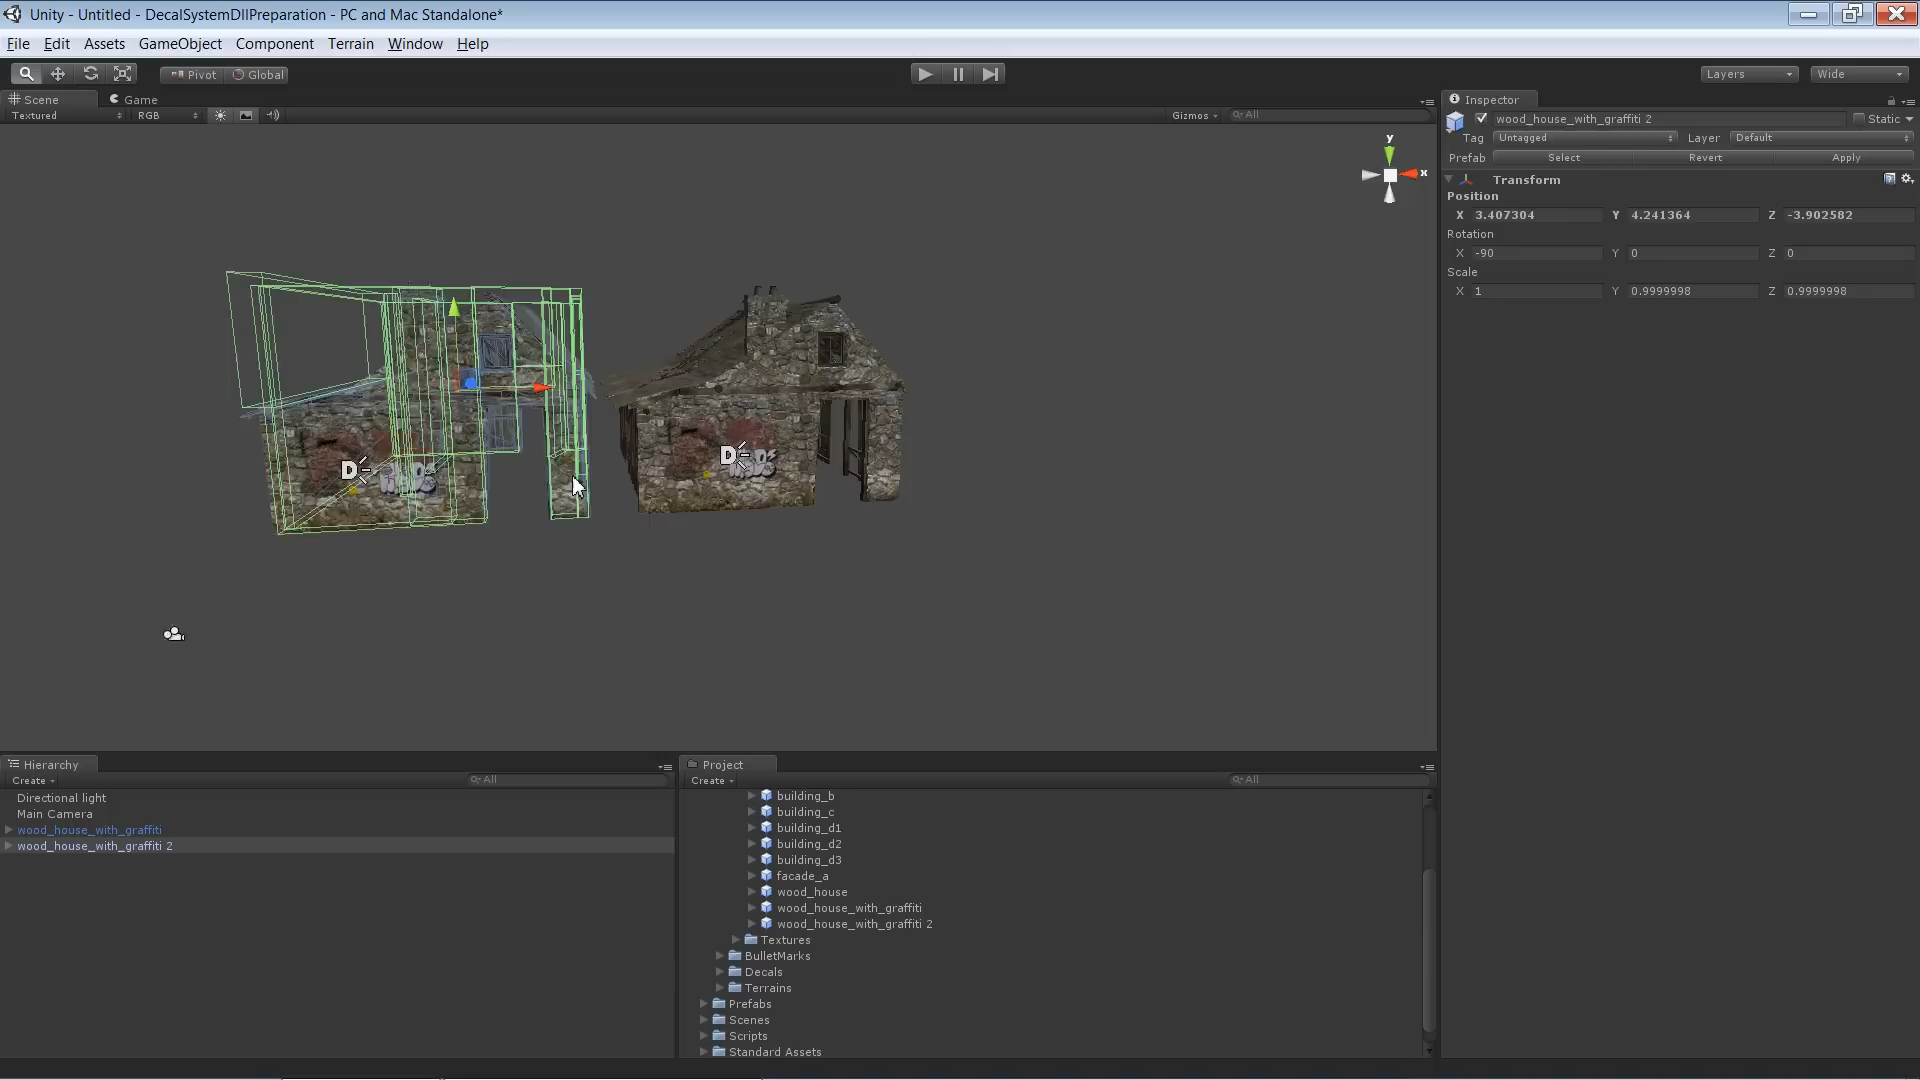 Unity - Untitled - DecalSystemDllPreparation - PC and Mac Standalone*
File Edit Assets GameObject Component Terrain Window Help
Pivot Global Layers Wide
Scene Game
Textured RGB Gizmos All
y
x
D
D
Inspector
wood_house_with_graffiti 2 Static
Tag Untagged Layer Default
Prefab Select Revert Apply
Transform
Position
X 3.407304 Y 4.241364 Z -3.902582
Rotation
X -90 Y 0 Z 0
Scale
X 1 Y 0.9999998 Z 0.9999998
Hierarchy
Create All
Directional light
Main Camera
wood_house_with_graffiti
wood_house_with_graffiti 2
Project
Create All
building_b
building_c
building_d1
building_d2
building_d3
facade_a
wood_house
wood_house_with_graffiti
wood_house_with_graffiti 2
Textures
BulletMarks
Decals
Terrains
Prefabs
Scenes
Scripts
Standard Assets